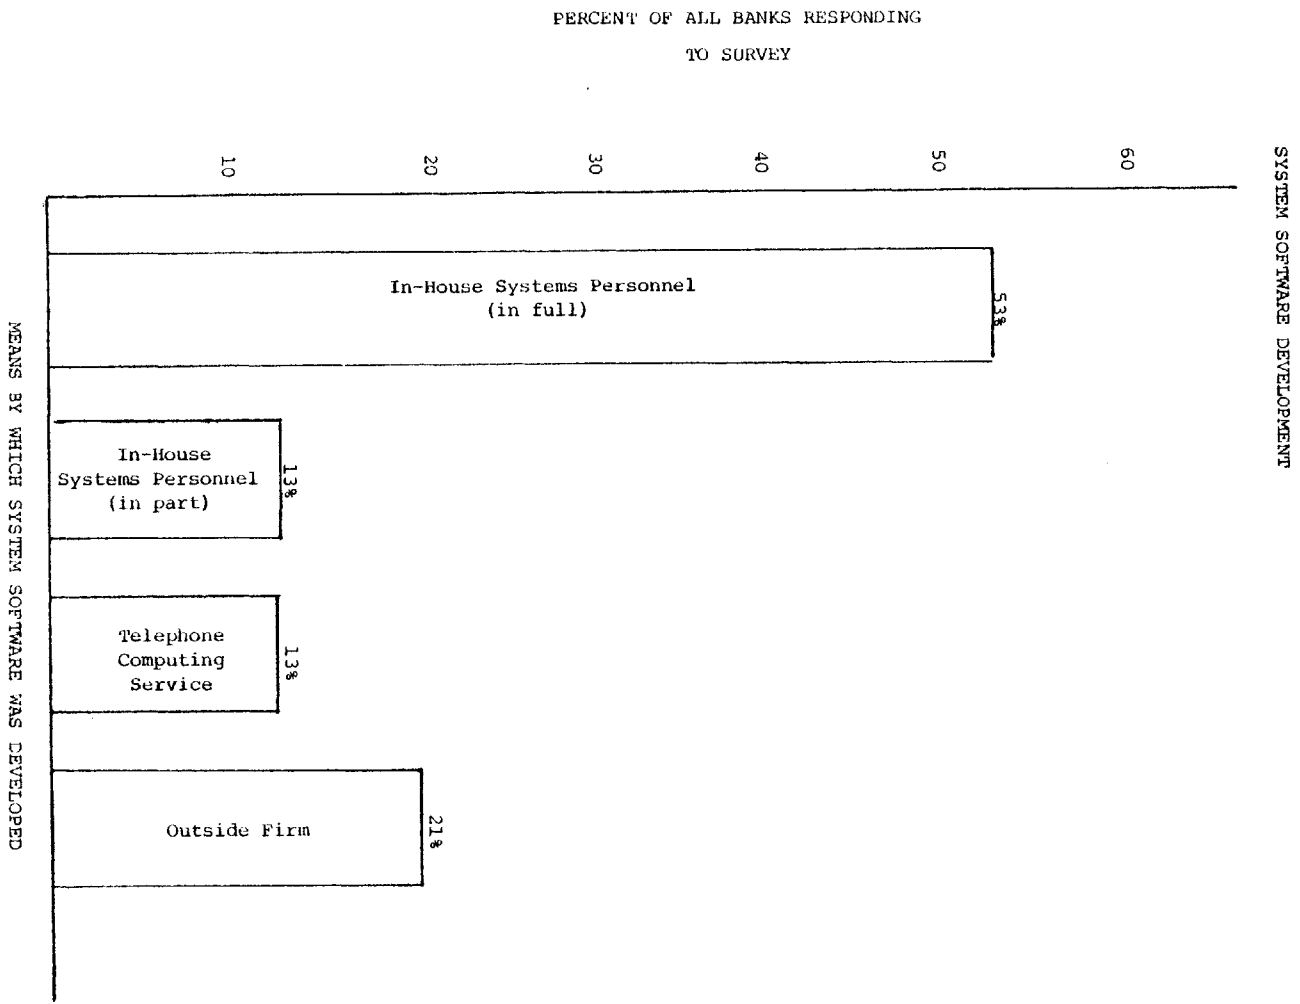 PERCENT OF ALL BANKS RESPONDING
TO SURVEY
SYSTEM SOFTWARE DEVELOPMENT
10
20
30
40
50
60
In-House Systems Personnel
(in full)
53%
In-House
Systems Personnel
(in part)
13%
Telephone
Computing
Service
13%
Outside Firm
21%
MEANS BY WHICH SYSTEM SOFTWARE WAS DEVELOPED